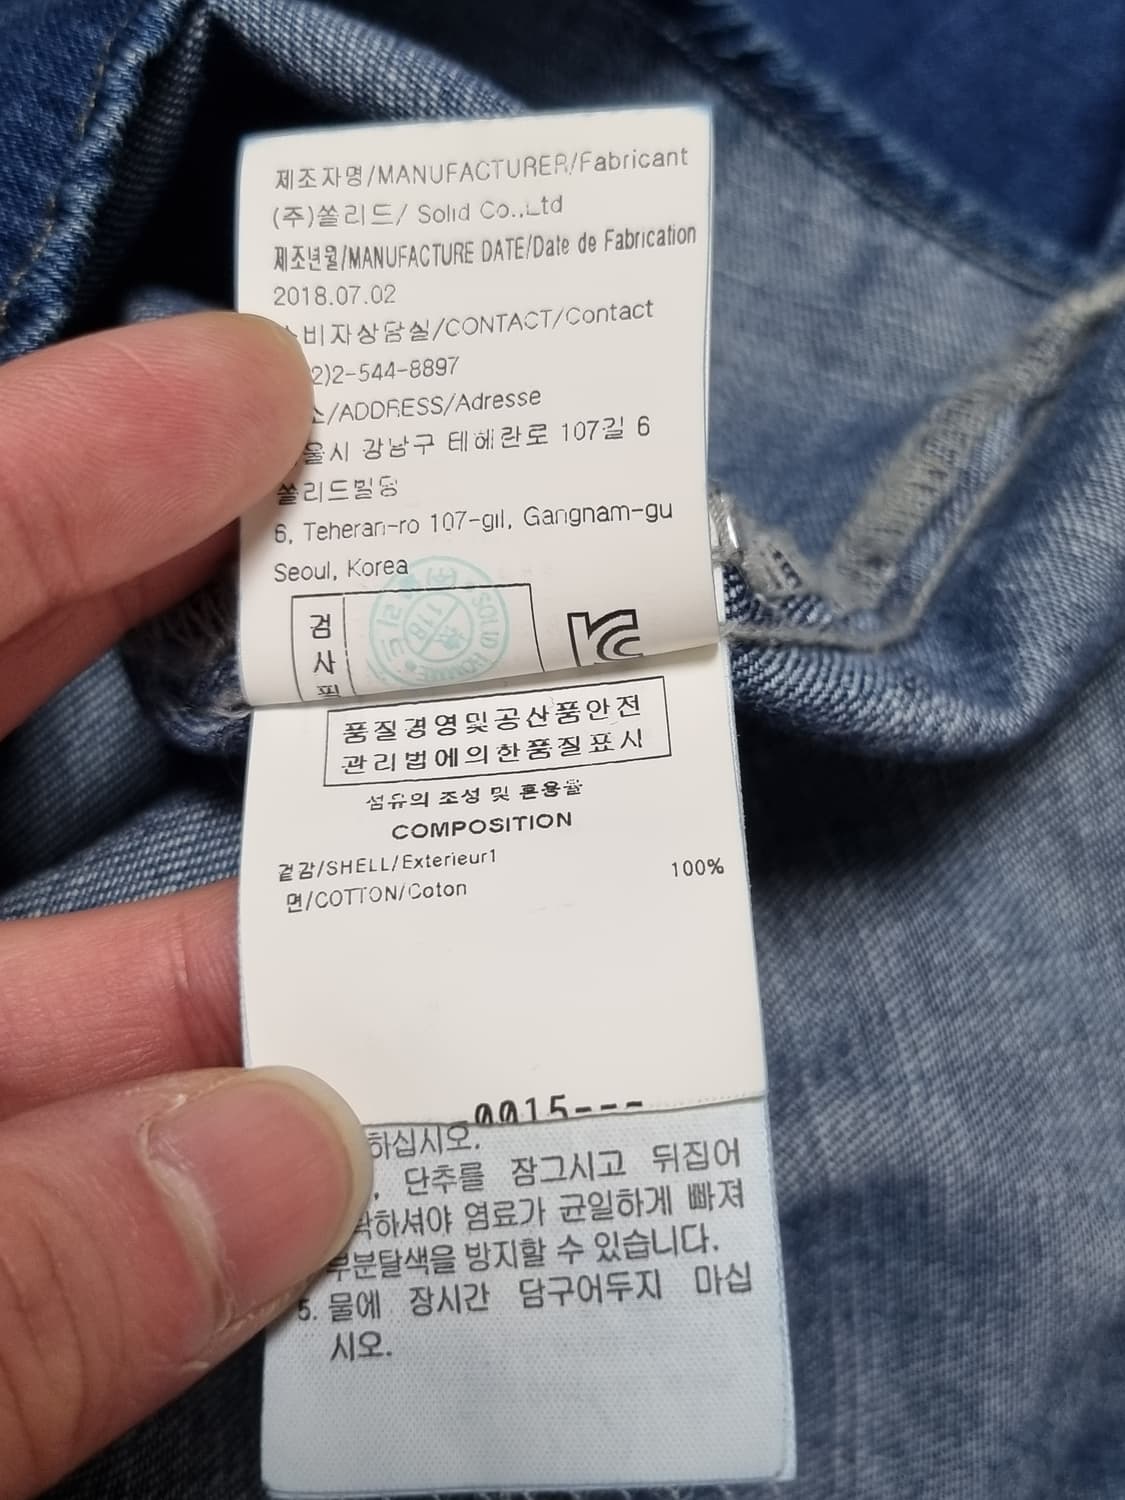 제조자명/MANUFACTURER/Fabricant
(주)쏠리드/ Solid Co.,Ltd
제조년월/MANUFACTURE DATE/Date de Fabrication
2018.07.02
비자상담실/CONTACT/Contact
2)2-544-8897
/ADDRESS/Adresse
울시 강남구 테헤란로 107길 6
쏠리드빌딩
6, Teheran-ro 107-gil, Gangnam-gu
Seoul, Korea
검
사
품질경영및공산품안전
관리법에의한품질표시
섬유의 조성 및 혼용율
COMPOSITION
겉감/SHELL/Exterieur1
면/COTTON/Coton 100%
0015---
하십시오.
, 단추를 잠그시고 뒤집어
하셔야 염료가 균일하게 빠져
부분탈색을 방지할 수 있습니다.
5. 물에 장시간 담구어두지 마십
시오.